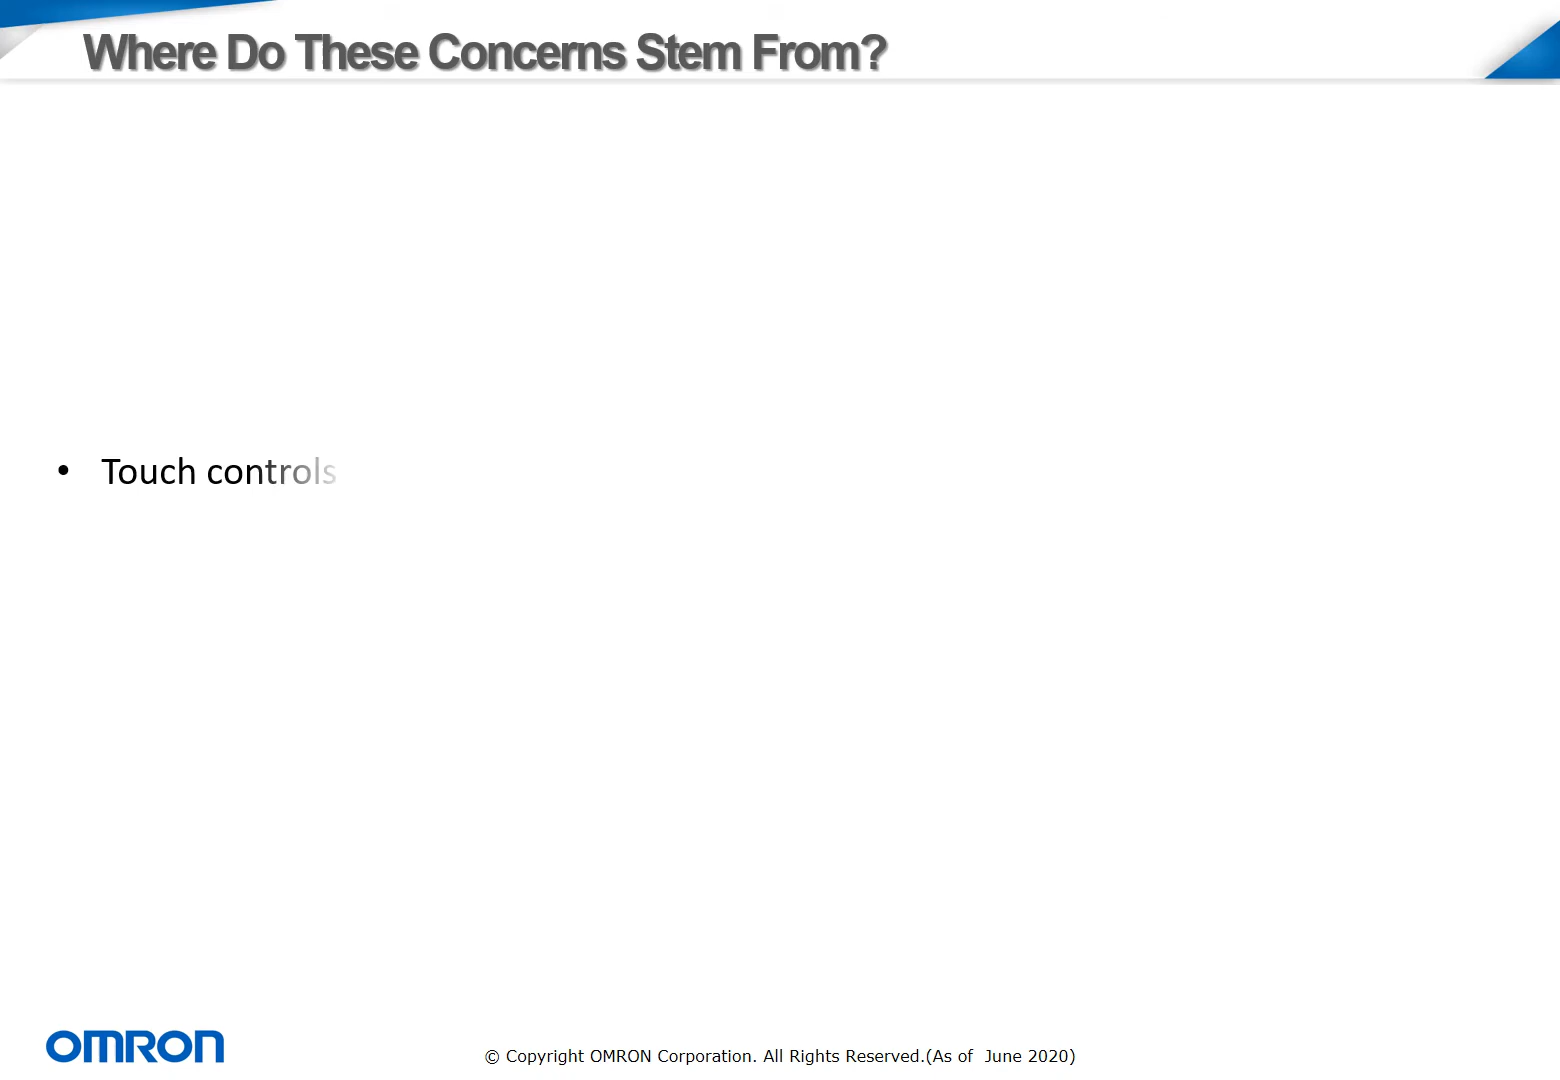 Where Do These Concerns Stem From?
• Touch controls
OMRON
© Copyright OMRON Corporation. All Rights Reserved.(As of  June 2020)